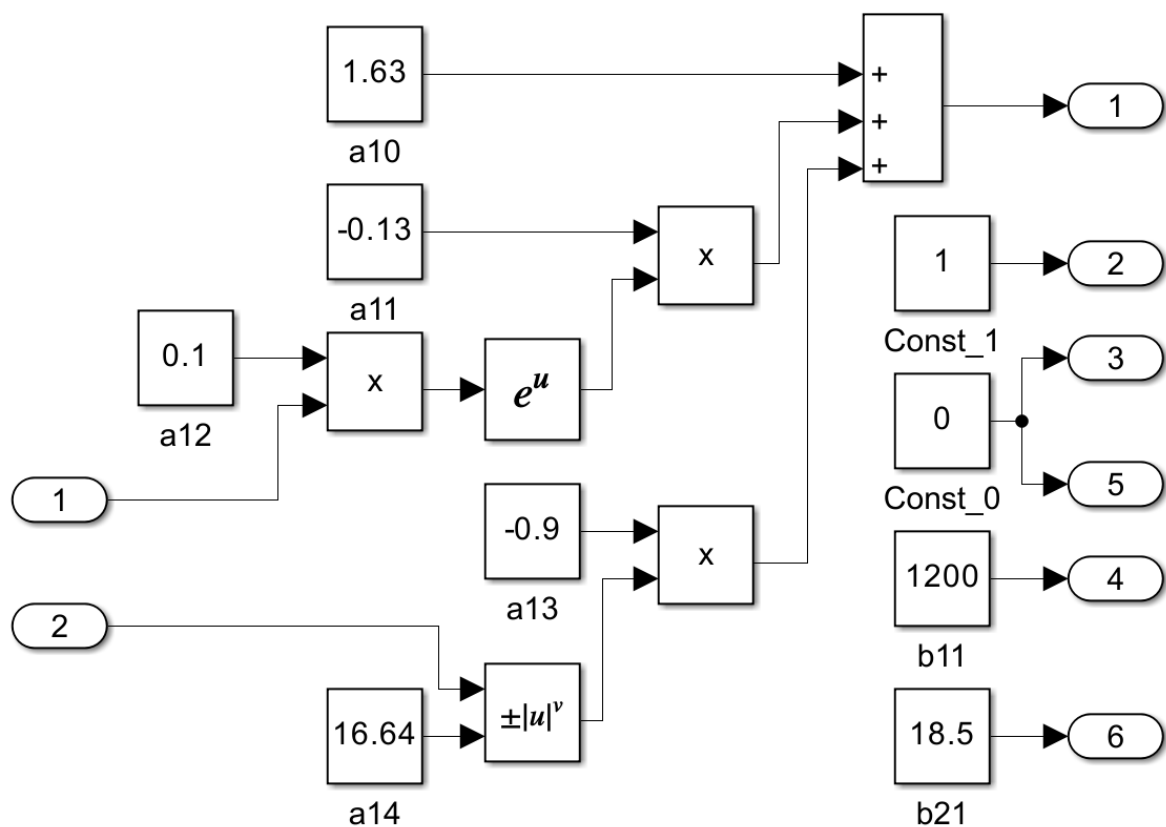 1.63
a10
+
+
+
1
-0.13
a11
x
1
Const_1
2
0.1
a12
x
e^u
0
Const_0
3
5
1
-0.9
a13
x
1200
b11
4
2
16.64
a14
±|u|^v
18.5
b21
6